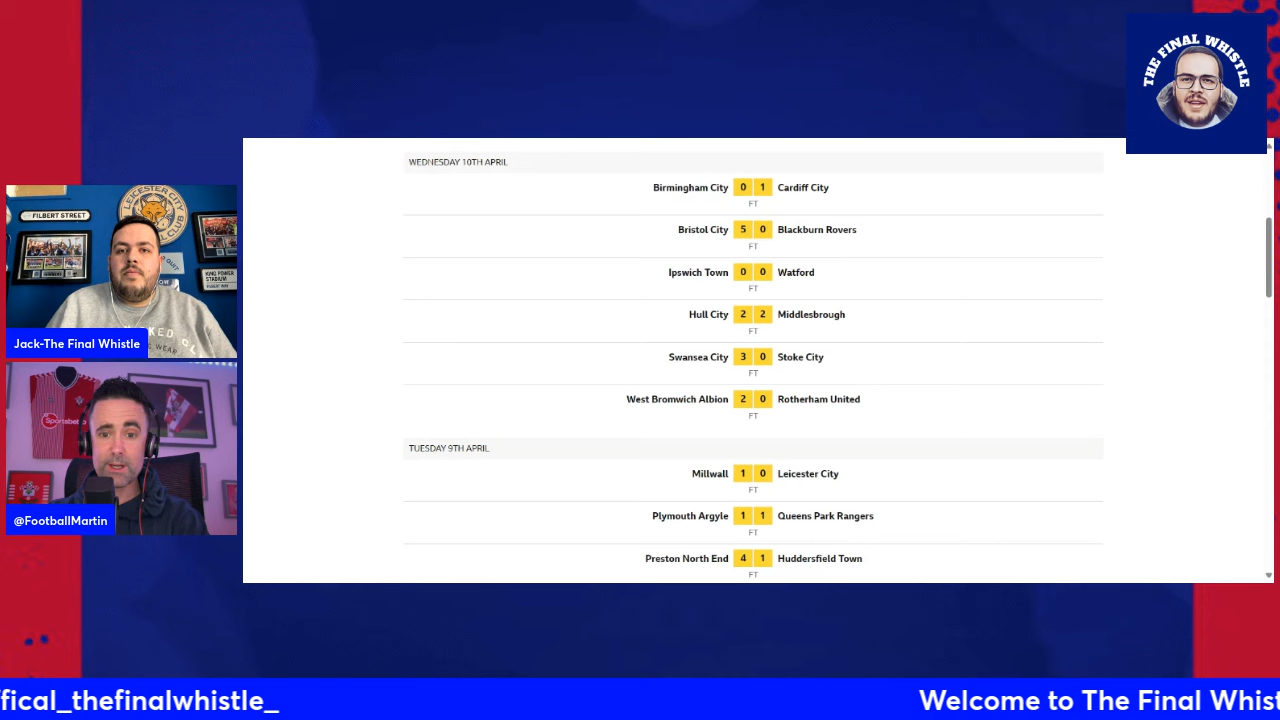 THE FINAL WHISTLE
WEDNESDAY 10TH APRIL
Birmingham City 0 1 Cardiff City
FT
Bristol City 5 0 Blackburn Rovers
FT
Ipswich Town 0 0 Watford
FT
Hull City 2 2 Middlesbrough
FT
Swansea City 3 0 Stoke City
FT
West Bromwich Albion 2 0 Rotherham United
FT
TUESDAY 9TH APRIL
Millwall 1 0 Leicester City
FT
Plymouth Argyle 1 1 Queens Park Rangers
FT
Preston North End 4 1 Huddersfield Town
FT
LEICESTER CITY
FILBERT STREET
KING POWER
STADIUM
Jack-The Final Whistle
Sportsbet
@FootballMartin
ffical_thefinalwhistle_
Welcome to The Final Whist